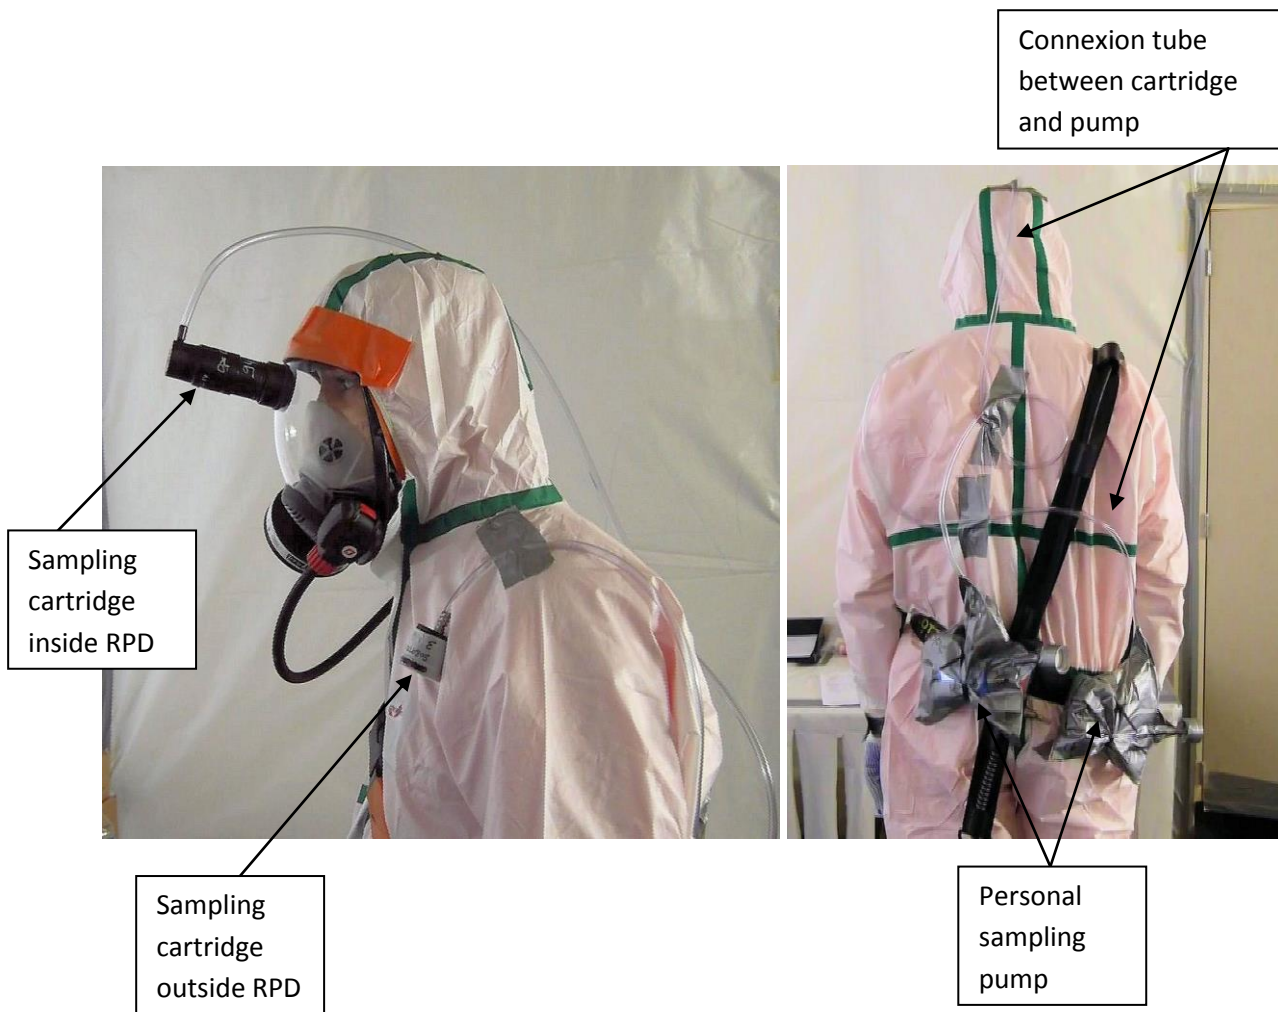 Connexion tube
between cartridge
and pump
Sampling
cartridge
inside RPD
Sampling
cartridge
outside RPD
Personal
sampling
pump